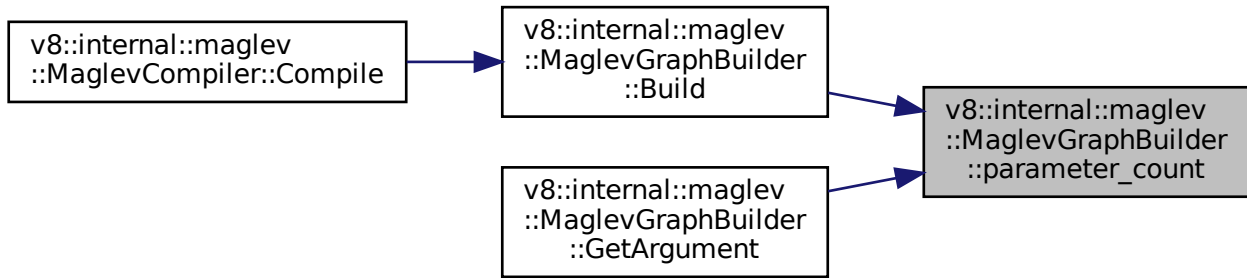 v8::internal::maglev
::MaglevCompiler::Compile
v8::internal::maglev
::MaglevGraphBuilder
::Build
v8::internal::maglev
::MaglevGraphBuilder
::GetArgument
v8::internal::maglev
::MaglevGraphBuilder
::parameter_count